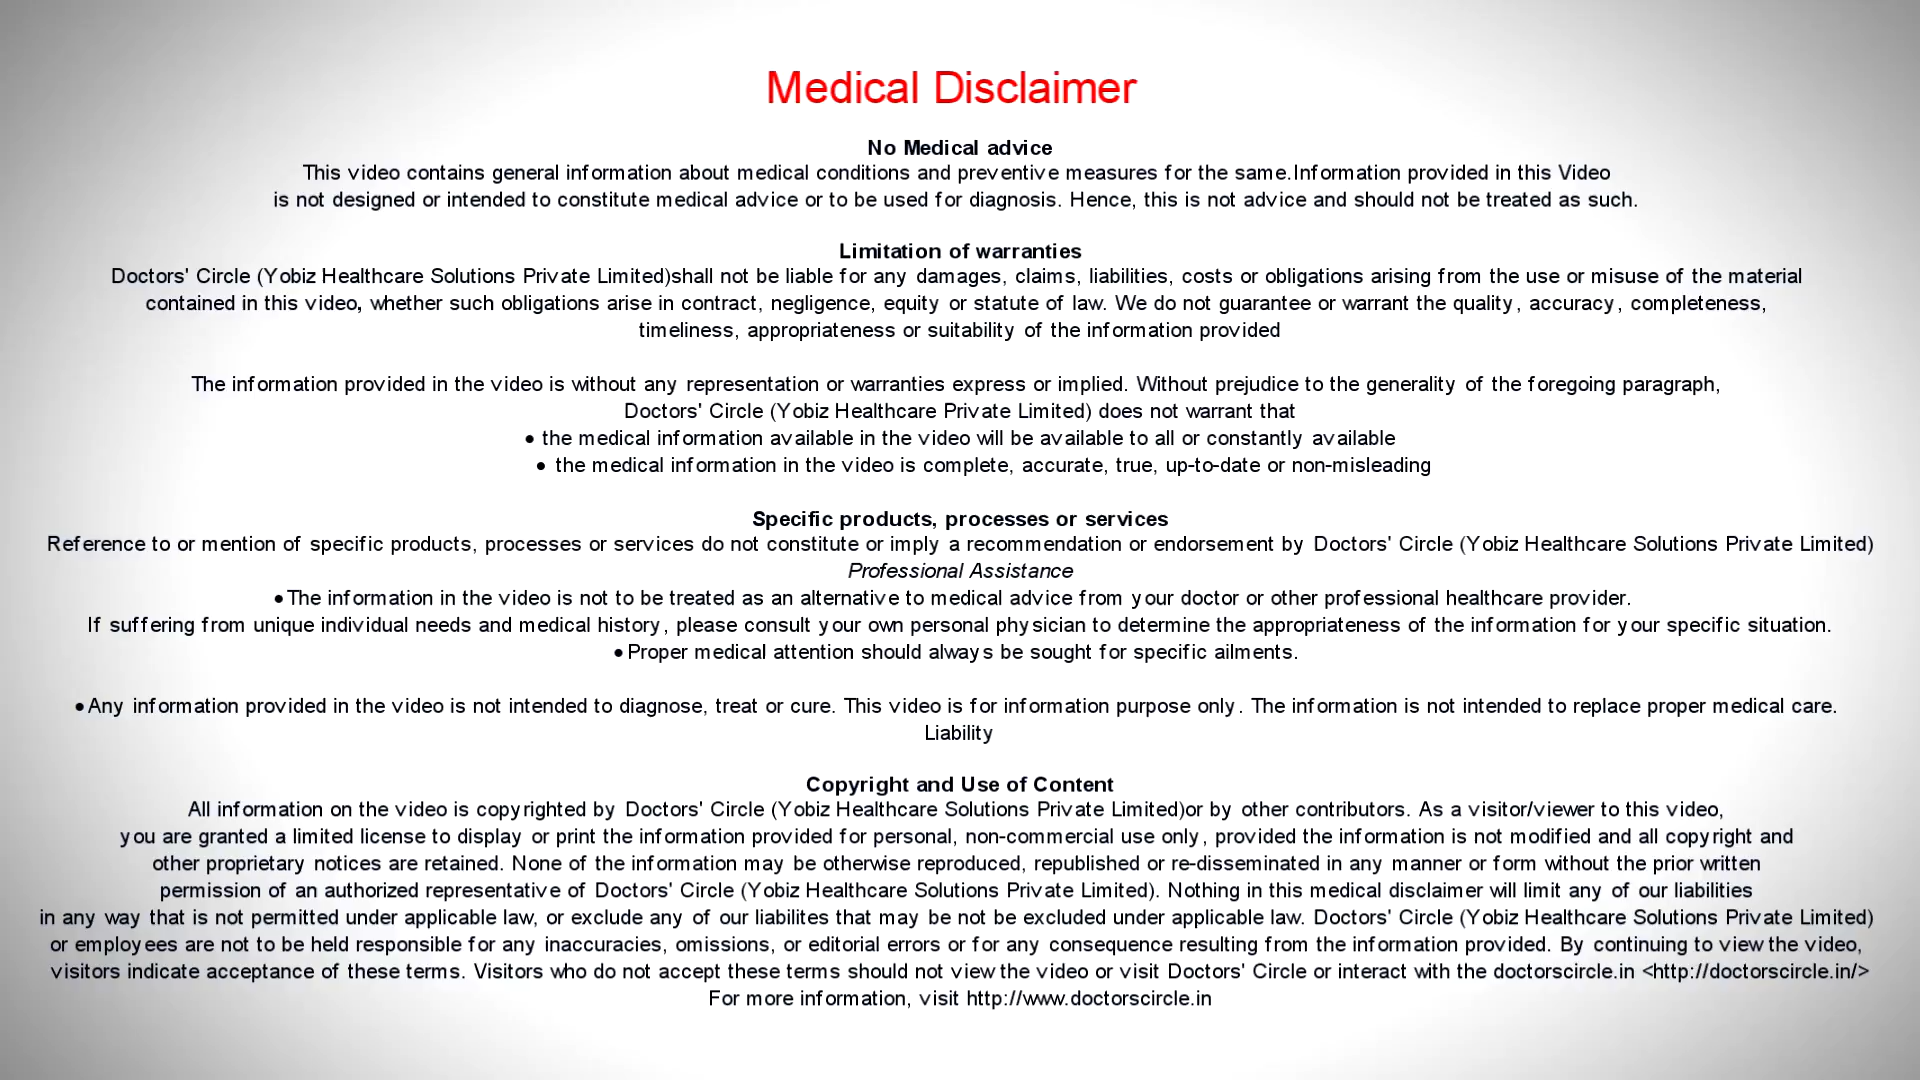 Medical Disclaimer
No Medical advice
This video contains general information about medical conditions and preventive measures for the same.Information provided in this Video
is not designed or intended to constitute medical advice or to be used for diagnosis. Hence, this is not advice and should not be treated as such.
Limitation of warranties
Doctors' Circle (Yobiz Healthcare Solutions Private Limited)shall not be liable for any damages, claims, liabilities, costs or obligations arising from the use or misuse of the material
contained in this video, whether such obligations arise in contract, negligence, equity or statute of law. We do not guarantee or warrant the quality, accuracy, completeness,
timeliness, appropriateness or suitability of the information provided
The information provided in the video is without any representation or warranties express or implied. Without prejudice to the generality of the foregoing paragraph,
Doctors' Circle (Yobiz Healthcare Private Limited) does not warrant that
• the medical information available in the video will be available to all or constantly available
• the medical information in the video is complete, accurate, true, up-to-date or non-misleading
Specific products, processes or services
Reference to or mention of specific products, processes or services do not constitute or imply a recommendation or endorsement by Doctors' Circle (Yobiz Healthcare Solutions Private Limited)
Professional Assistance
•The information in the video is not to be treated as an alternative to medical advice from your doctor or other professional healthcare provider.
If suffering from unique individual needs and medical history, please consult your own personal physician to determine the appropriateness of the information for your specific situation.
•Proper medical attention should always be sought for specific ailments.
•Any information provided in the video is not intended to diagnose, treat or cure. This video is for information purpose only. The information is not intended to replace proper medical care.
Liability
Copyright and Use of Content
All information on the video is copyrighted by Doctors' Circle (Yobiz Healthcare Solutions Private Limited)or by other contributors. As a visitor/viewer to this video,
you are granted a limited license to display or print the information provided for personal, non-commercial use only, provided the information is not modified and all copyright and
other proprietary notices are retained. None of the information may be otherwise reproduced, republished or re-disseminated in any manner or form without the prior written
permission of an authorized representative of Doctors' Circle (Yobiz Healthcare Solutions Private Limited). Nothing in this medical disclaimer will limit any of our liabilities
in any way that is not permitted under applicable law, or exclude any of our liabilites that may be not be excluded under applicable law. Doctors' Circle (Yobiz Healthcare Solutions Private Limited)
or employees are not to be held responsible for any inaccuracies, omissions, or editorial errors or for any consequence resulting from the information provided. By continuing to view the video,
visitors indicate acceptance of these terms. Visitors who do not accept these terms should not view the video or visit Doctors' Circle or interact with the doctorscircle.in <http://doctorscircle.in/>
For more information, visit http://www.doctorscircle.in